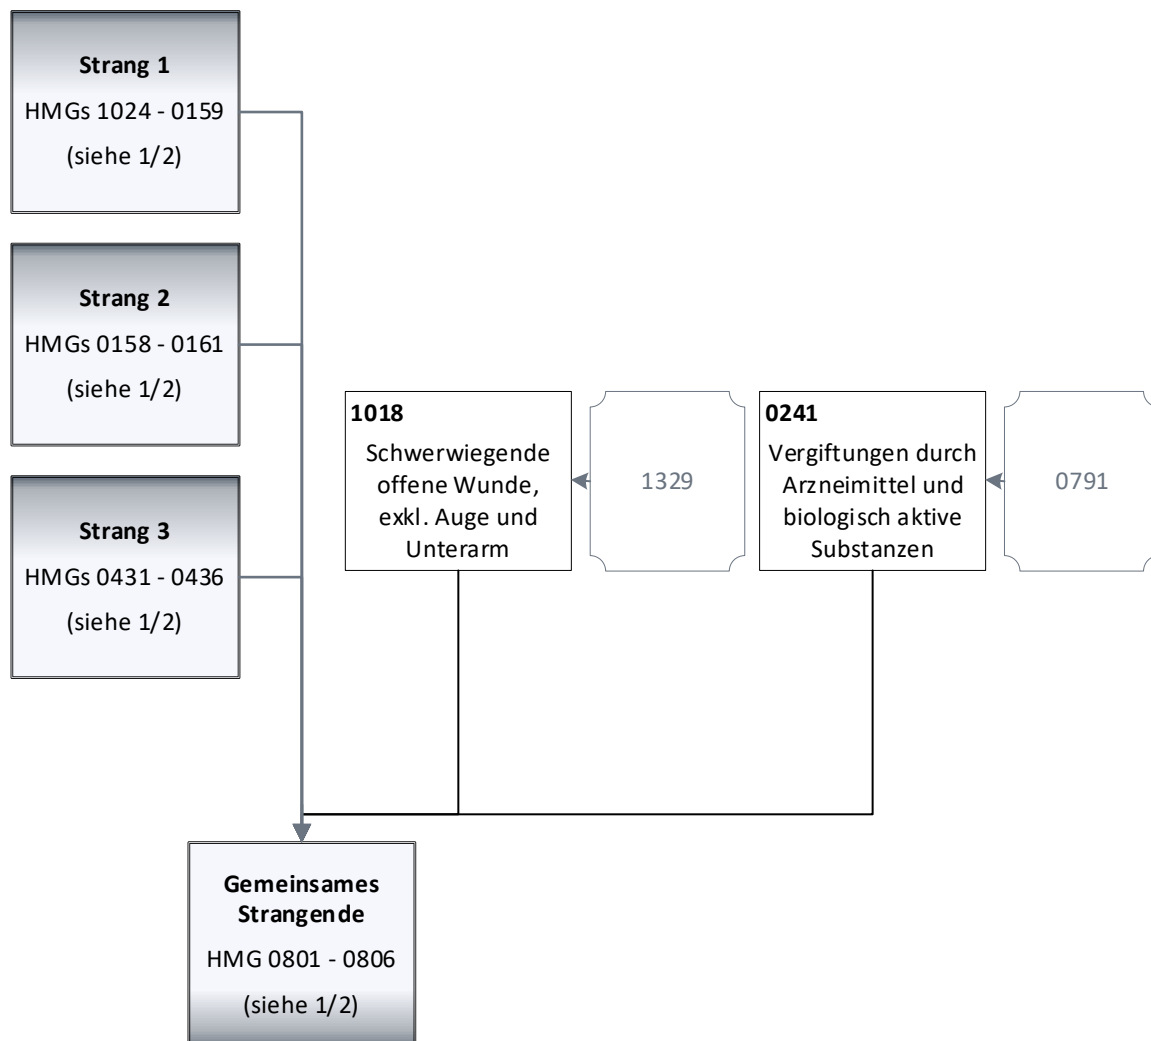 Strang 1
HMGs 1024 - 0159
(siehe 1/2)
Strang 2
HMGs 0158 - 0161
(siehe 1/2)
Strang 3
HMGs 0431 - 0436
(siehe 1/2)
1018
Schwerwiegende
offene Wunde,
exkl. Auge und
Unterarm
1329
0241
Vergiftungen durch
Arzneimittel und
biologisch aktive
Substanzen
0791
Gemeinsames
Strangende
HMG 0801 - 0806
(siehe 1/2)